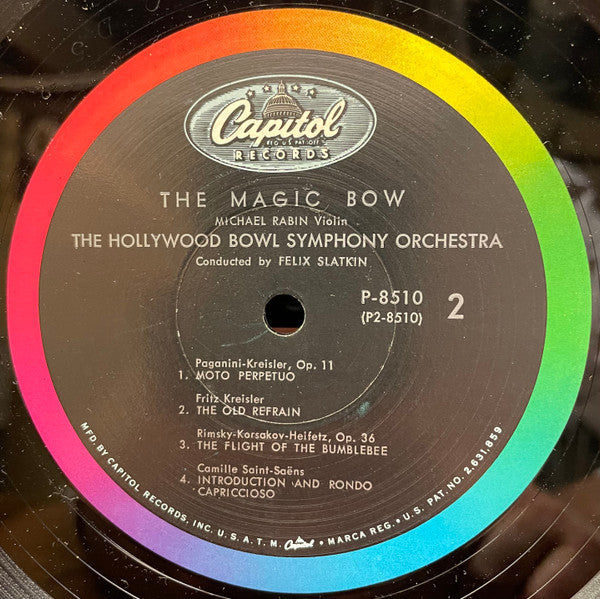 Capitol
REG. U.S. PAT. OFF.
RECORDS
THE MAGIC BOW
MICHAEL RABIN Violin
THE HOLLYWOOD BOWL SYMPHONY ORCHESTRA
Conducted by FELIX SLATKIN
P-8510
(P2-8510)
2
Paganini-Kreisler, Op. 11
1. MOTO PERPETUO
Fritz Kreisler
2. THE OLD REFRAIN
Rimsky-Korsakov-Heifetz, Op. 36
3. THE FLIGHT OF THE BUMBLEBEE
Camille Saint-Saëns
4. INTRODUCTION AND RONDO
CAPRICCIOSO
MFD. BY CAPITOL RECORDS, INC. U.S.A. T.M. Capitol • MARCA REG. • U.S. PAT. NO. 2,631,859